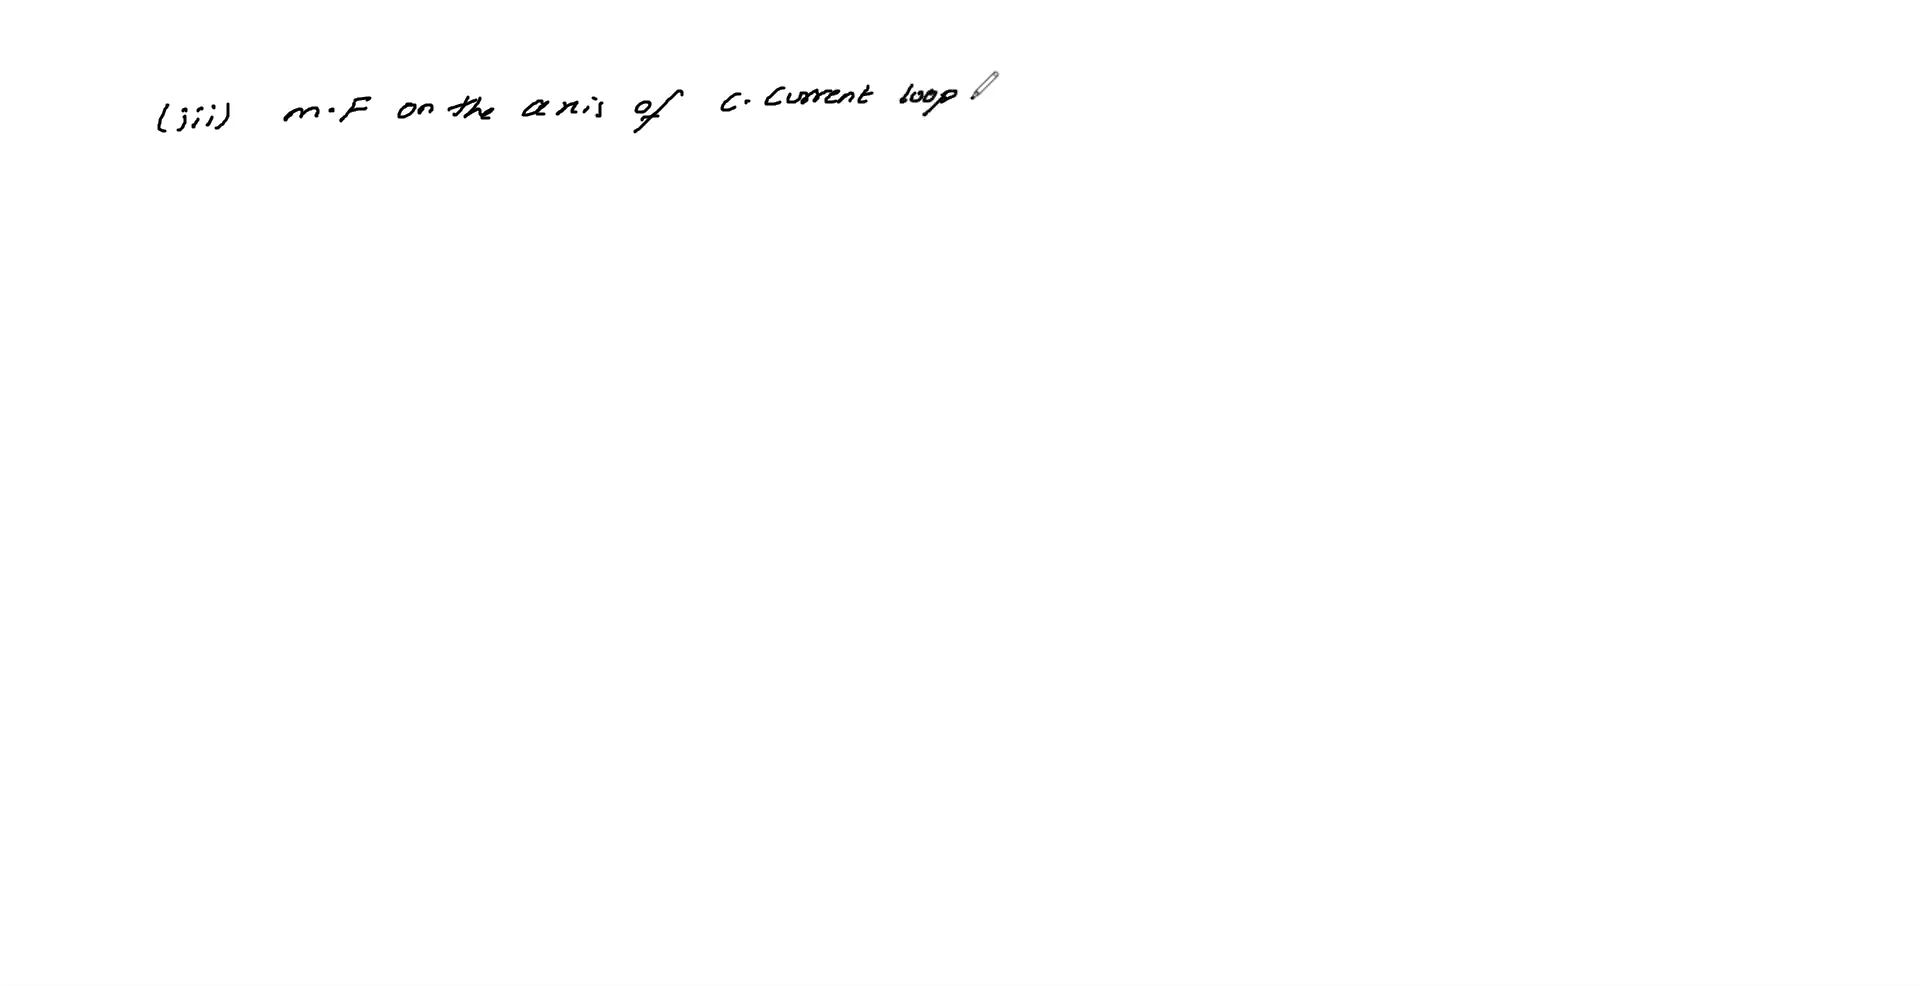 (iii) m.F on the axis of C. Current loop